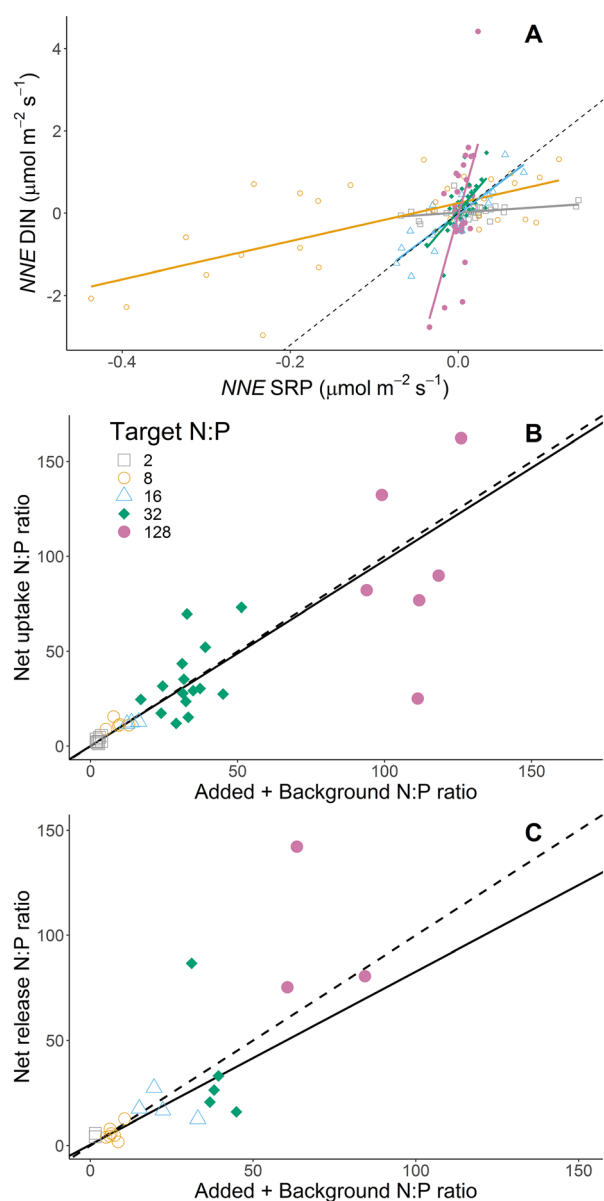 A
4
2
0
-2
NNE DIN (μmol m⁻² s⁻¹)
-0.4
-0.2
0.0
NNE SRP (μmol m⁻² s⁻¹)
Target N:P
2
8
16
32
128
B
150
100
50
0
Net uptake N:P ratio
0
50
100
150
Added + Background N:P ratio
C
150
100
50
0
Net release N:P ratio
0
50
100
150
Added + Background N:P ratio